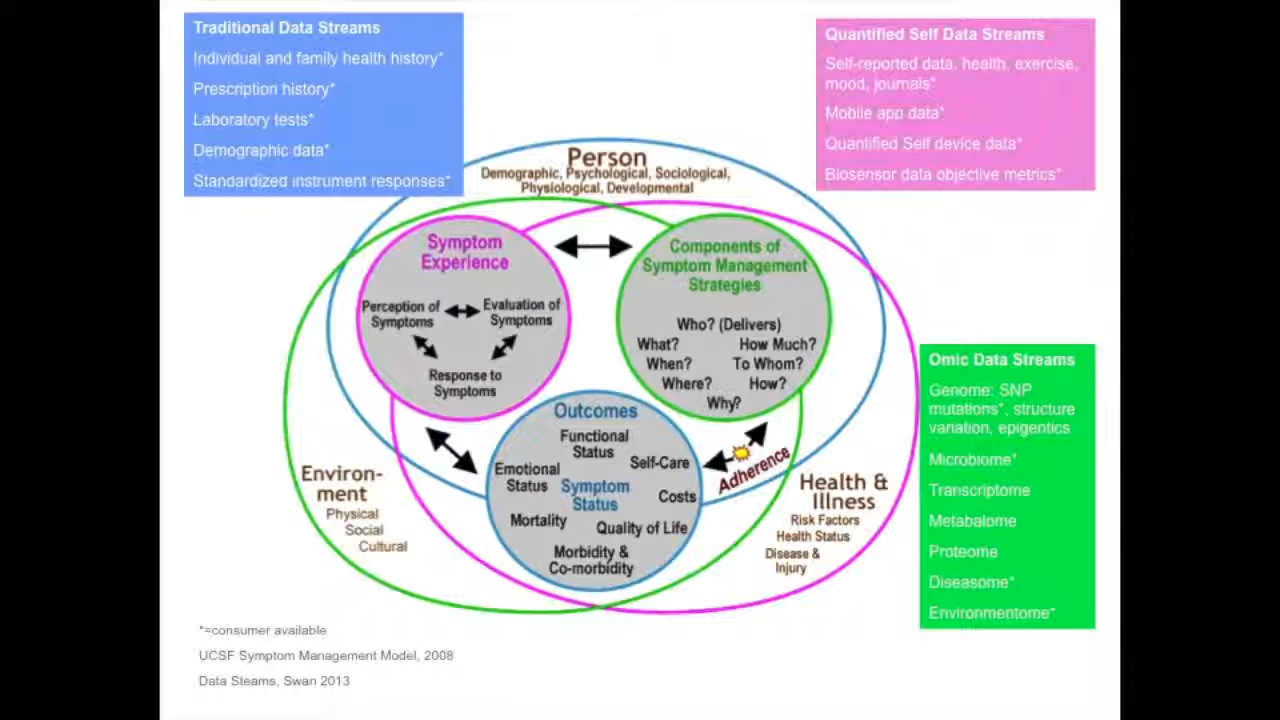 Traditional Data Streams
Individual and family health history*
Prescription history*
Laboratory tests*
Demographic data*
Standardized instrument responses*
Quantified Self Data Streams
Self-reported data: health, exercise,
mood, journals*
Mobile app data*
Quantified Self device data*
Biosensor data objective metrics*
Person
Demographic, Psychological, Sociological,
Physiological, Developmental
Symptom
Experience
Perception of
Symptoms
Evaluation of
Symptoms
Response to
Symptoms
Components of
Symptom Management
Strategies
Who? (Delivers)
What? How Much?
When? To Whom?
Where? How?
Why?
Outcomes
Functional
Status
Emotional
Status
Self-Care
Symptom
Status
Costs
Mortality
Quality of Life
Morbidity &
Co-morbidity
Adherence
Environ-
ment
Physical
Social
Cultural
Health &
Illness
Risk Factors
Health Status
Disease &
Injury
Omic Data Streams
Genome: SNP
mutations*, structure
variation, epigentics
Microbiome*
Transcriptome
Metabalome
Proteome
Diseasome*
Environmentome*
*=consumer available
UCSF Symptom Management Model, 2008
Data Steams, Swan 2013